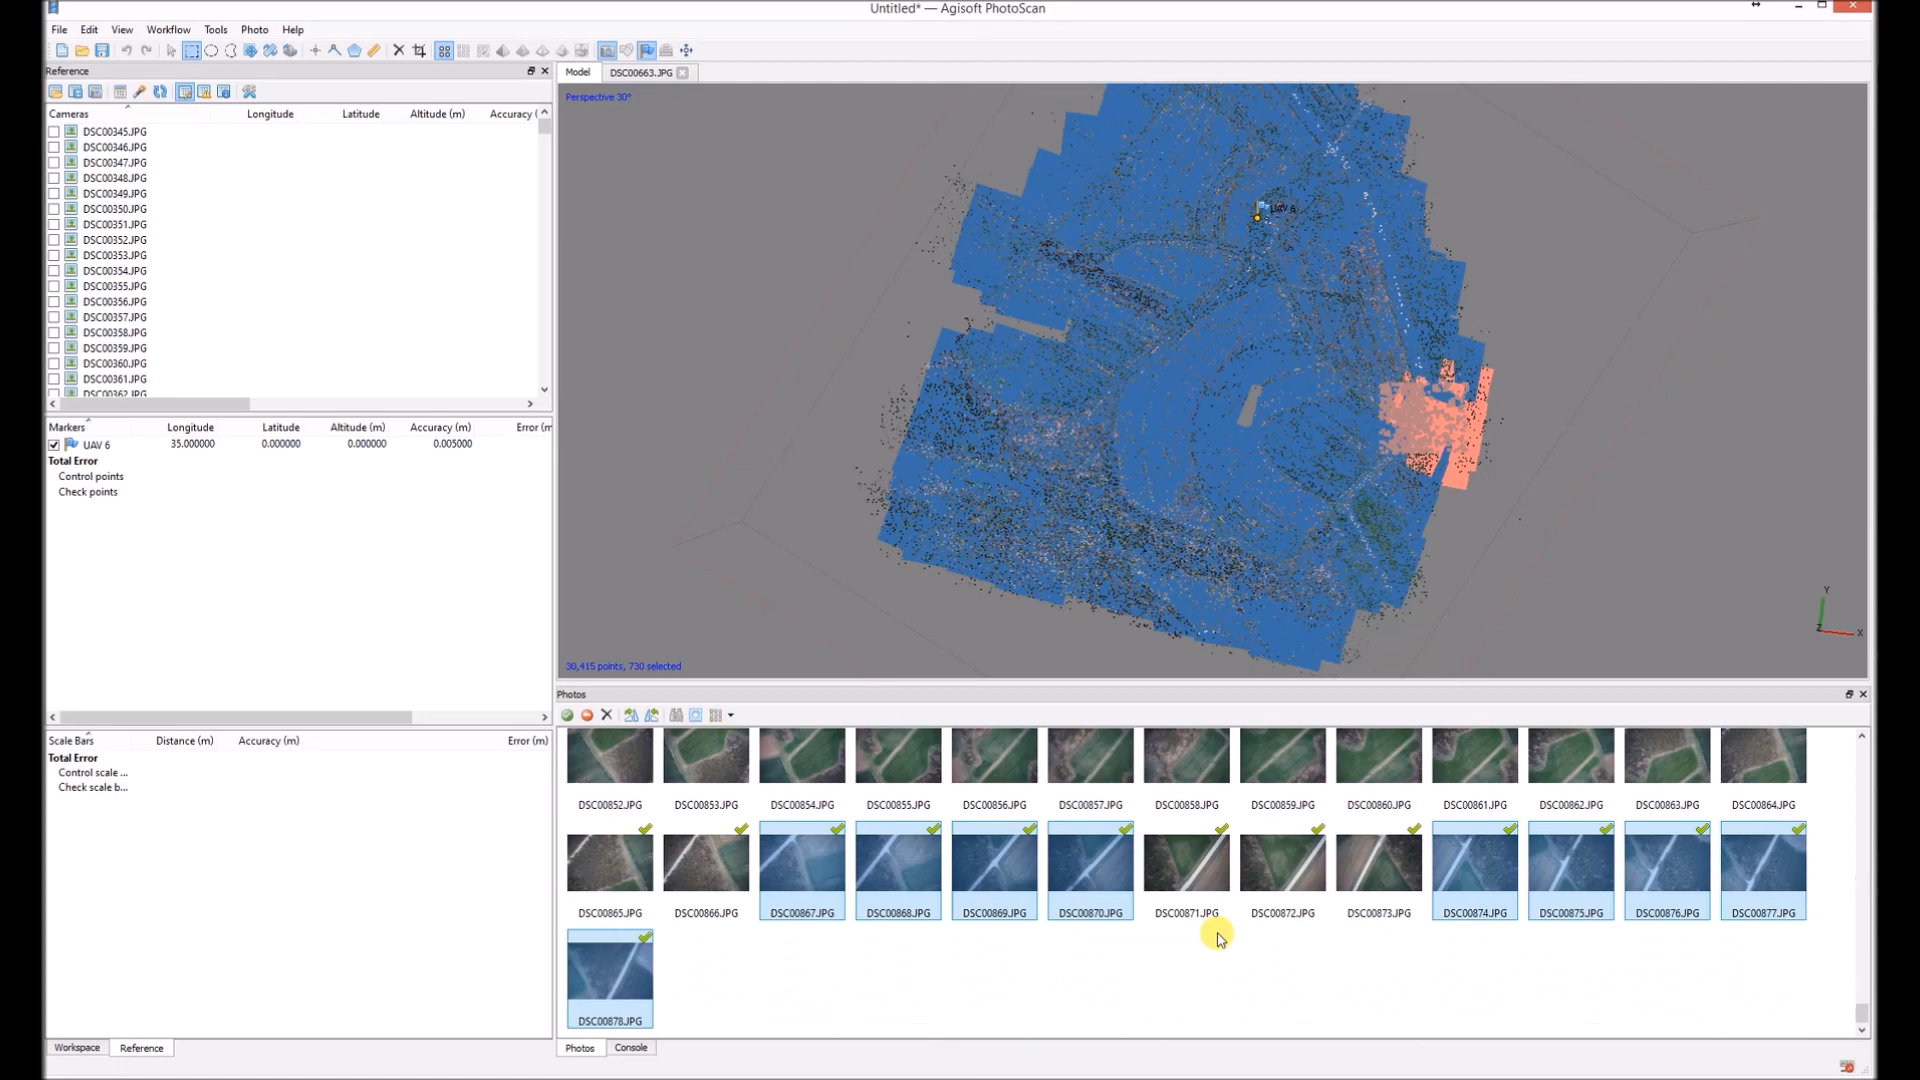 Untitled* — Agisoft PhotoScan
File Edit View Workflow Tools Photo Help
Reference
Model DSC00663.JPG
Perspective 30°
Cameras Longitude Latitude Altitude (m) Accuracy (
DSC00345.JPG
DSC00346.JPG
DSC00347.JPG
DSC00348.JPG
DSC00349.JPG
DSC00350.JPG
DSC00351.JPG
DSC00352.JPG
DSC00353.JPG
DSC00354.JPG
DSC00355.JPG
DSC00356.JPG
DSC00357.JPG
DSC00358.JPG
DSC00359.JPG
DSC00360.JPG
DSC00361.JPG
DSC00362.JPG
UAV 6
Markers Longitude Latitude Altitude (m) Accuracy (m) Error (m
UAV 6 35.000000 0.000000 0.000000 0.005000
Total Error
Control points
Check points
Y
Z X
30,415 points, 730 selected
Photos
Scale Bars Distance (m) Accuracy (m) Error (m)
Total Error
Control scale ...
Check scale b...
DSC00852.JPG DSC00853.JPG DSC00854.JPG DSC00855.JPG DSC00856.JPG DSC00857.JPG DSC00858.JPG DSC00859.JPG DSC00860.JPG DSC00861.JPG DSC00862.JPG DSC00863.JPG DSC00864.JPG
DSC00865.JPG DSC00866.JPG DSC00867.JPG DSC00868.JPG DSC00869.JPG DSC00870.JPG DSC00871.JPG DSC00872.JPG DSC00873.JPG DSC00874.JPG DSC00875.JPG DSC00876.JPG DSC00877.JPG
DSC00878.JPG
Workspace Reference
Photos Console